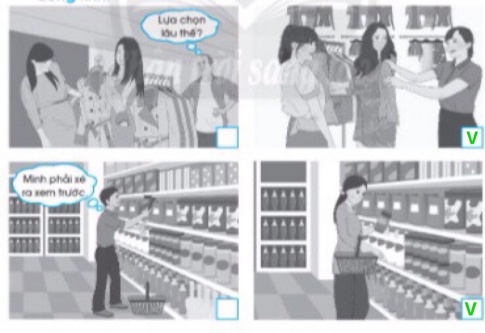 Lựa chọn
lâu thế?
V
Mình phải xé
ra xem trước
V